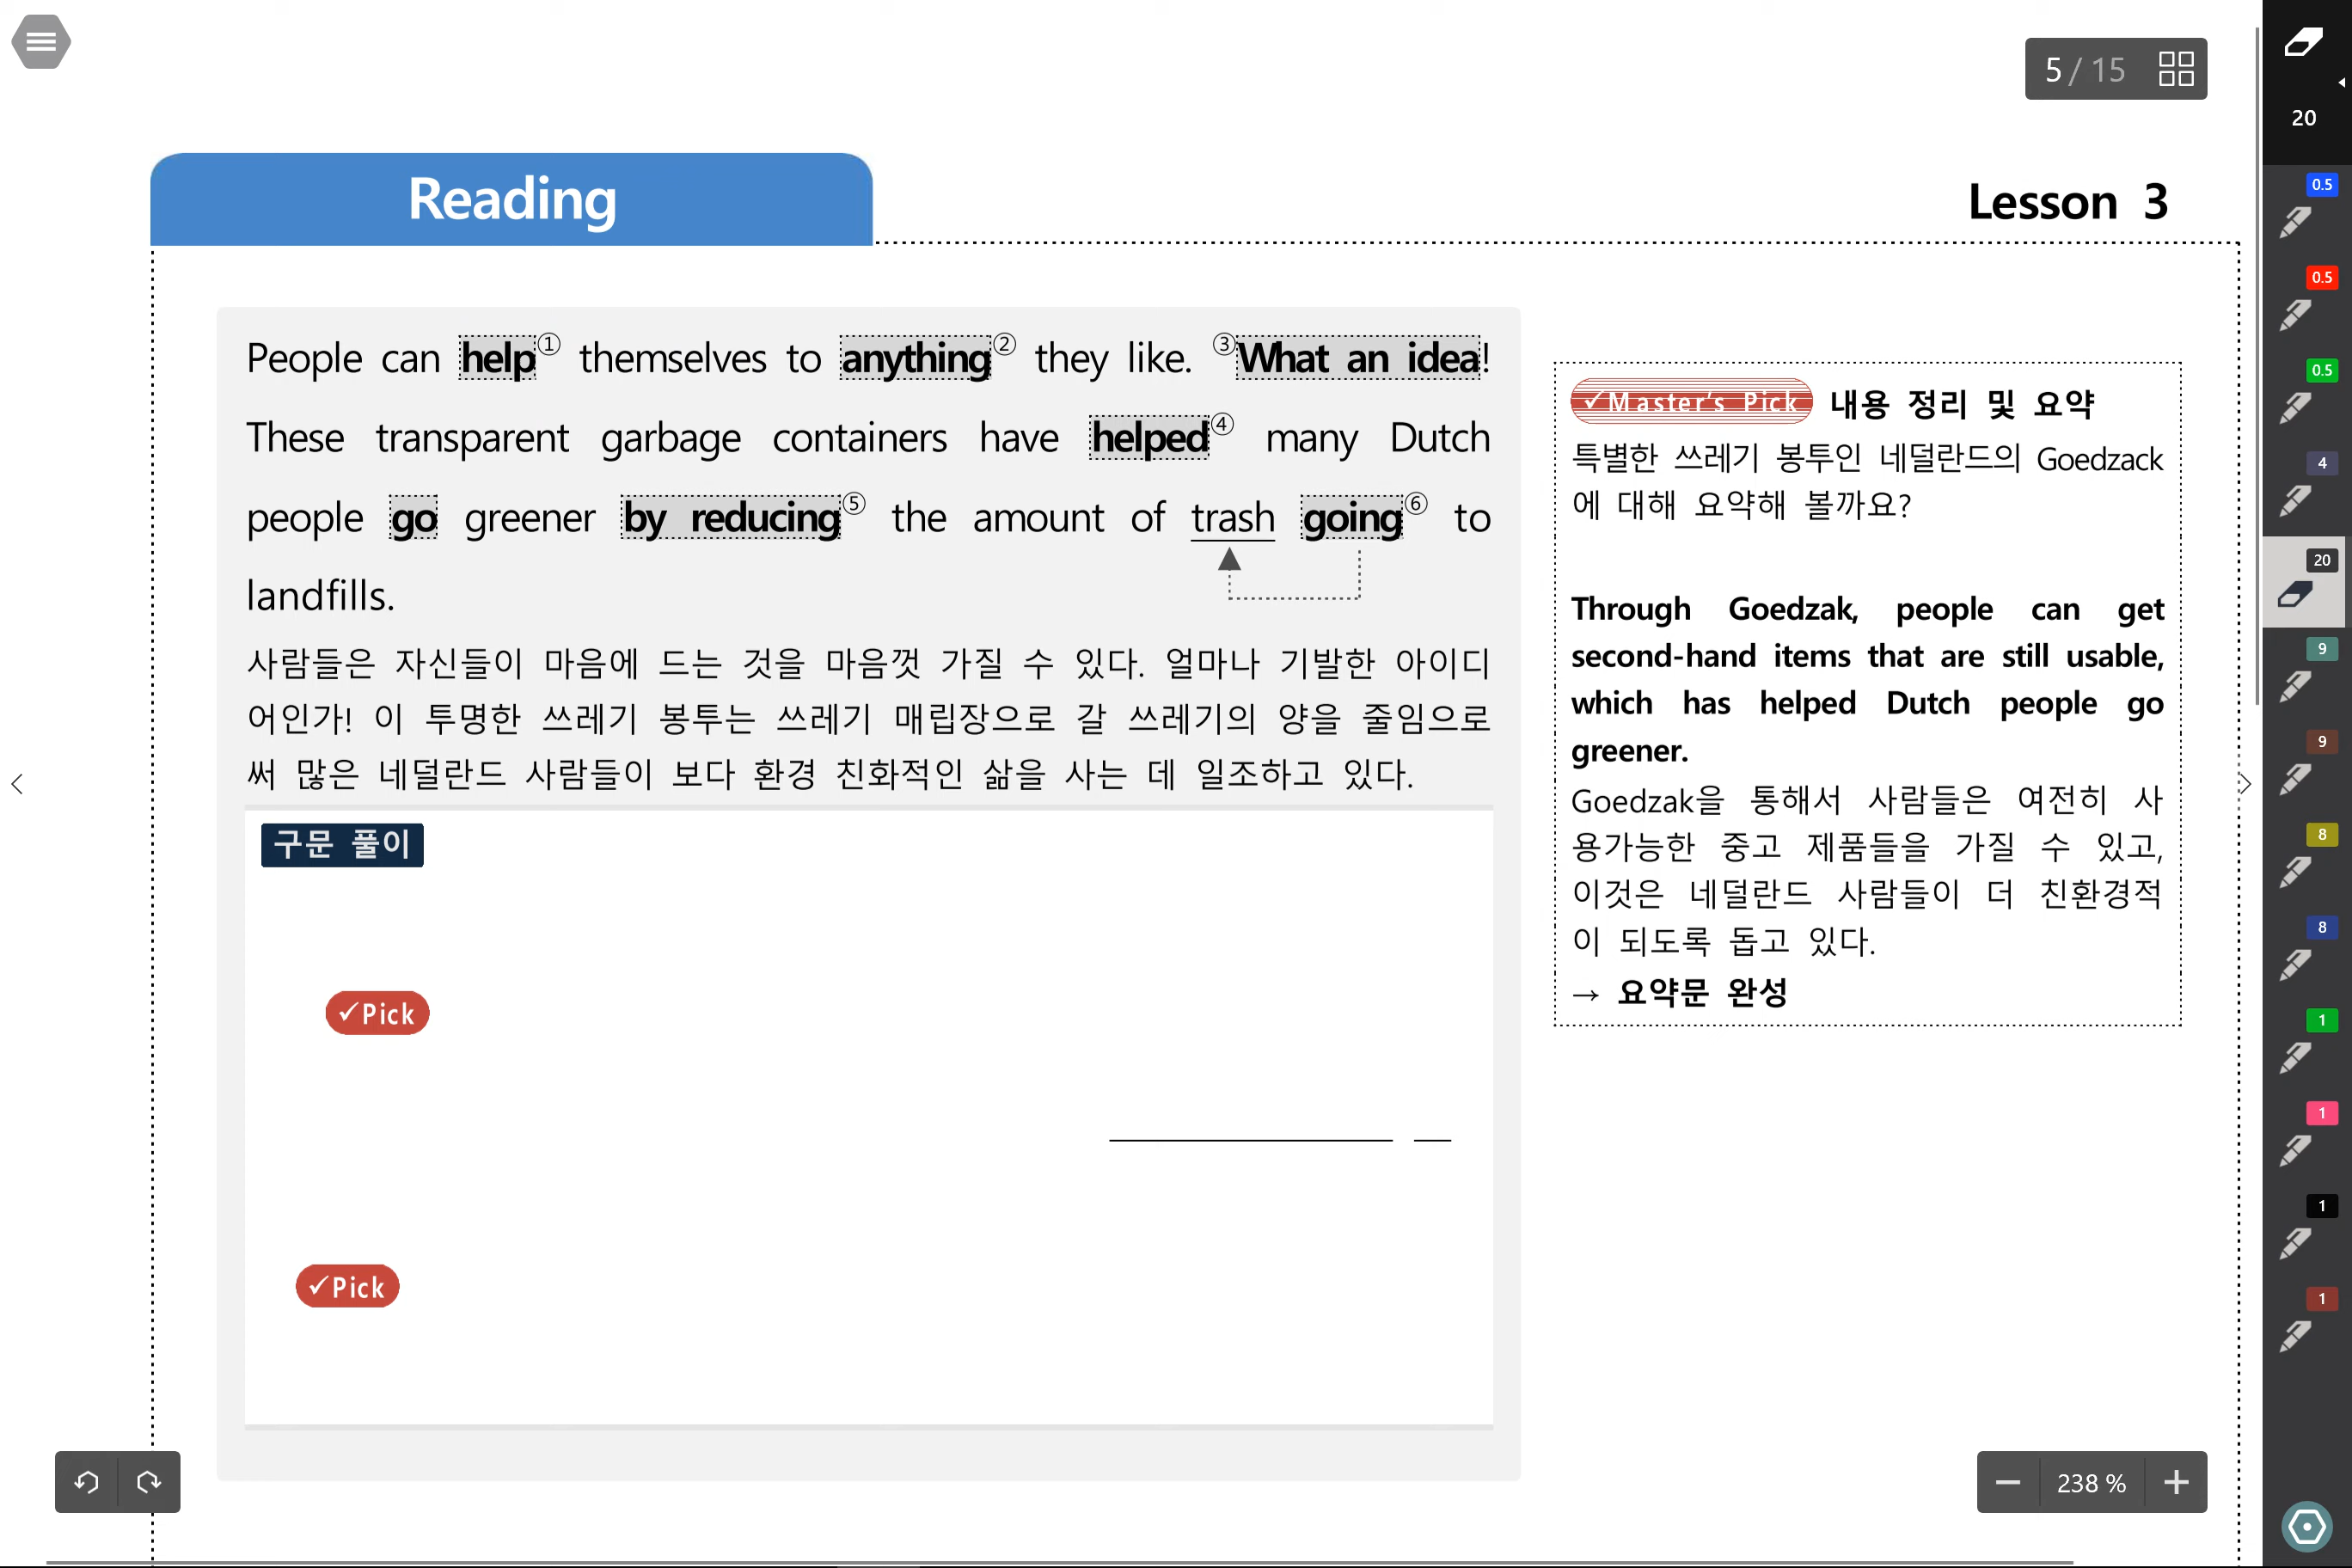 5 / 15
20
Reading
Lesson 3
People can help① themselves to anything② they like. ③What an idea!
These transparent garbage containers have helped④ many Dutch
people go greener by reducing⑤ the amount of trash going⑥ to
landfills.
사람들은 자신들이 마음에 드는 것을 마음껏 가질 수 있다. 얼마나 기발한 아이디
어인가! 이 투명한 쓰레기 봉투는 쓰레기 매립장으로 갈 쓰레기의 양을 줄임으로
써 많은 네덜란드 사람들이 보다 환경 친화적인 삶을 사는 데 일조하고 있다.
구문 풀이
✓Pick
✓Pick
✓Master's Pick 내용 정리 및 요약
특별한 쓰레기 봉투인 네덜란드의 Goedzack
에 대해 요약해 볼까요?
Through Goedzak, people can get
second-hand items that are still usable,
which has helped Dutch people go
greener.
Goedzak을 통해서 사람들은 여전히 사
용가능한 중고 제품들을 가질 수 있고,
이것은 네덜란드 사람들이 더 친환경적
이 되도록 돕고 있다.
→ 요약문 완성
238 %
0.5
0.5
0.5
4
20
9
9
8
8
1
1
1
1